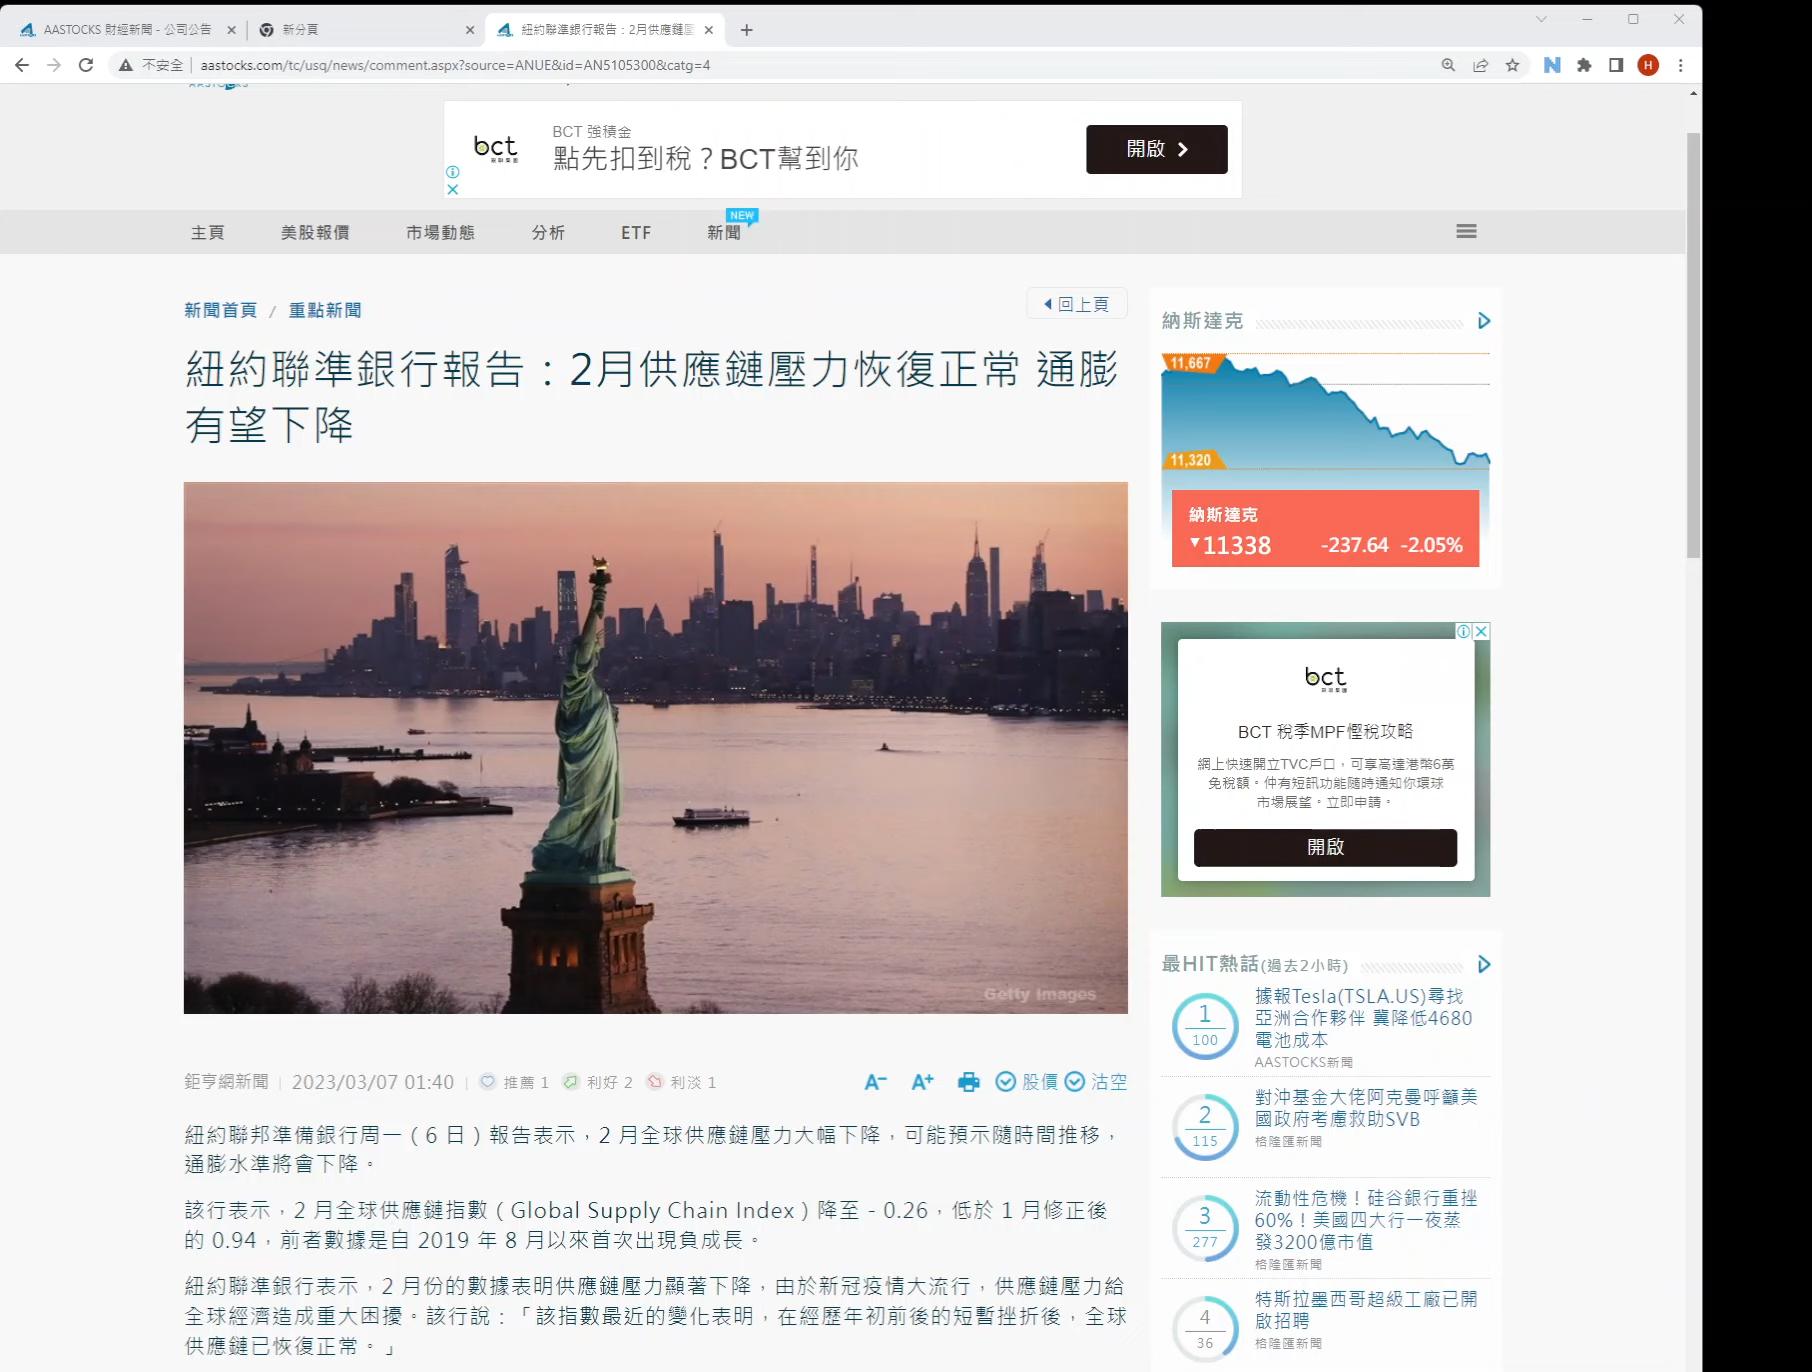 AASTOCKS 財經新聞 - 公司公告
新分頁
紐約聯準銀行報告：2月供應鏈
不安全
aastocks.com/tc/usq/news/comment.aspx?source=ANUE&id=AN5105300&catg=4
H
bct
BCT 強積金
點先扣到稅？BCT幫到你
開啟
主頁
美股報價
市場動態
分析
ETF
新聞
NEW
新聞首頁 / 重點新聞
回上頁
紐約聯準銀行報告：2月供應鏈壓力恢復正常 通膨
有望下降
Getty Images
鉅亨網新聞 | 2023/03/07 01:40 | 推薦 1 利好 2 利淡 1
A- A+ 股價 沽空
紐約聯邦準備銀行周一 ( 6 日 ) 報告表示，2 月全球供應鏈壓力大幅下降，可能預示隨時間推移，
通膨水準將會下降。
該行表示，2 月全球供應鏈指數 ( Global Supply Chain Index ) 降至 - 0.26，低於 1 月修正後
的 0.94，前者數據是自 2019 年 8 月以來首次出現負成長。
紐約聯準銀行表示，2 月份的數據表明供應鏈壓力顯著下降，由於新冠疫情大流行，供應鏈壓力給
全球經濟造成重大困擾。該行說：「該指數最近的變化表明，在經歷年初前後的短暫挫折後，全球
供應鏈已恢復正常。」
納斯達克
11,667
11,320
納斯達克
▼11338 -237.64 -2.05%
bct
BCT 稅季MPF慳稅攻略
網上快速開立TVC戶口，可享高達港幣6萬
免稅額。仲有短訊功能隨時通知你環球
市場展望。立即申請。
開啟
最HIT熱話(過去2小時)
1
100
據報Tesla(TSLA.US)尋找
亞洲合作夥伴 冀降低4680
電池成本
AASTOCKS新聞
2
115
對沖基金大佬阿克曼呼籲美
國政府考慮救助SVB
格隆匯新聞
3
277
流動性危機！硅谷銀行重挫
60%！美國四大行一夜蒸
發3200億市值
格隆匯新聞
4
36
特斯拉墨西哥超級工廠已開
啟招聘
格隆匯新聞